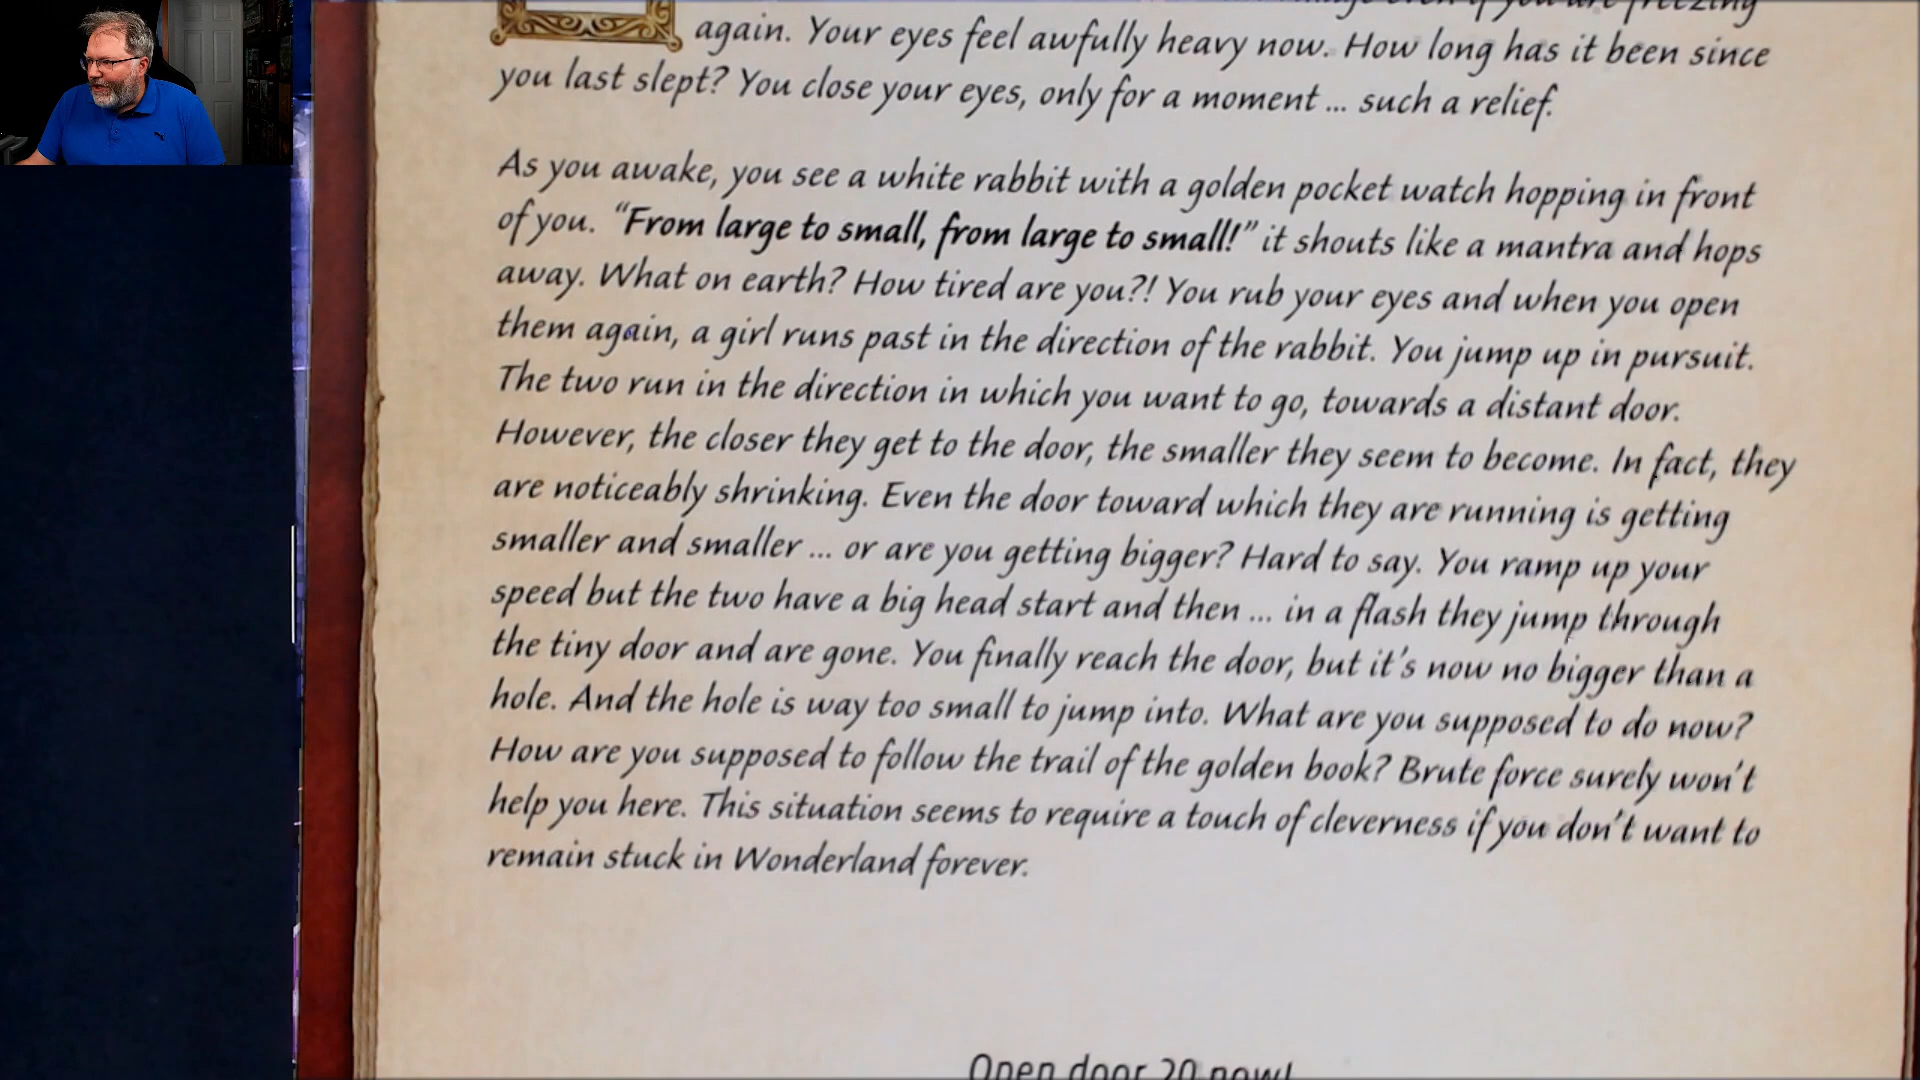 even if you are freezing
again. Your eyes feel awfully heavy now. How long has it been since
you last slept? You close your eyes, only for a moment ... such a relief.
As you awake, you see a white rabbit with a golden pocket watch hopping in front
of you. “From large to small, from large to small!” it shouts like a mantra and hops
away. What on earth? How tired are you?! You rub your eyes and when you open
them again, a girl runs past in the direction of the rabbit. You jump up in pursuit.
The two run in the direction in which you want to go, towards a distant door.
However, the closer they get to the door, the smaller they seem to become. In fact, they
are noticeably shrinking. Even the door toward which they are running is getting
smaller and smaller ... or are you getting bigger? Hard to say. You ramp up your
speed but the two have a big head start and then ... in a flash they jump through
the tiny door and are gone. You finally reach the door, but it’s now no bigger than a
hole. And the hole is way too small to jump into. What are you supposed to do now?
How are you supposed to follow the trail of the golden book? Brute force surely won’t
help you here. This situation seems to require a touch of cleverness if you don’t want to
remain stuck in Wonderland forever.
Open door 20 now!